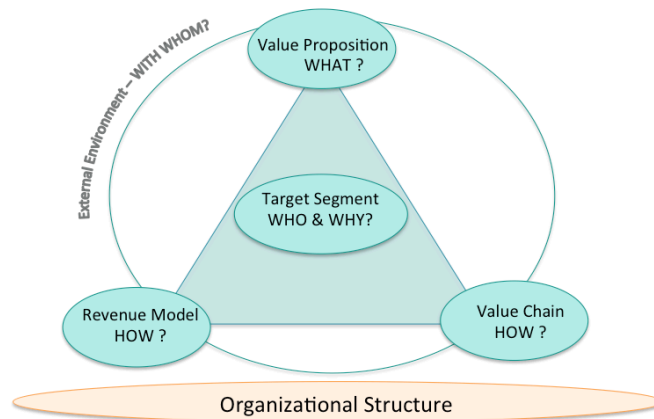 Value Proposition
WHAT ?
External Environment – WITH WHOM?
Target Segment
WHO & WHY?
Revenue Model
HOW ?
Value Chain
HOW ?
Organizational Structure